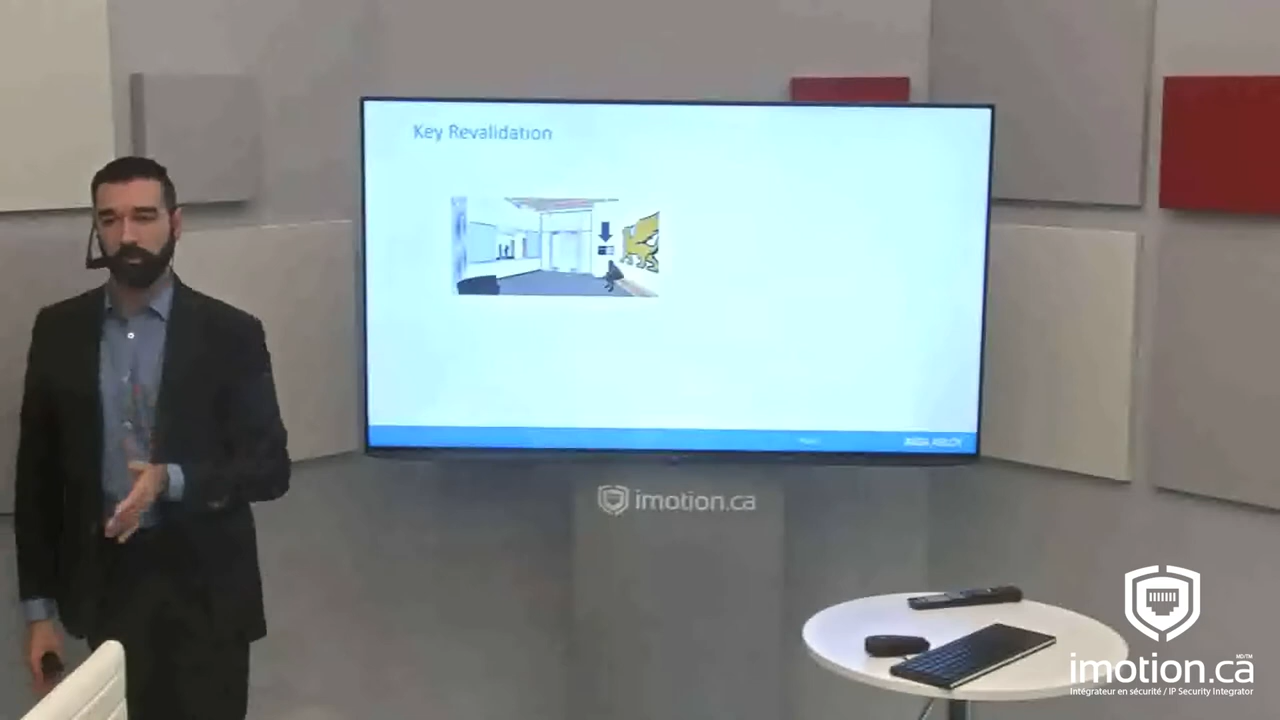 Key Revalidation
ASSA ABLOY
imotion.ca
imotion.ca MD/TM
Intégrateur en sécurité / IP Security Integrator